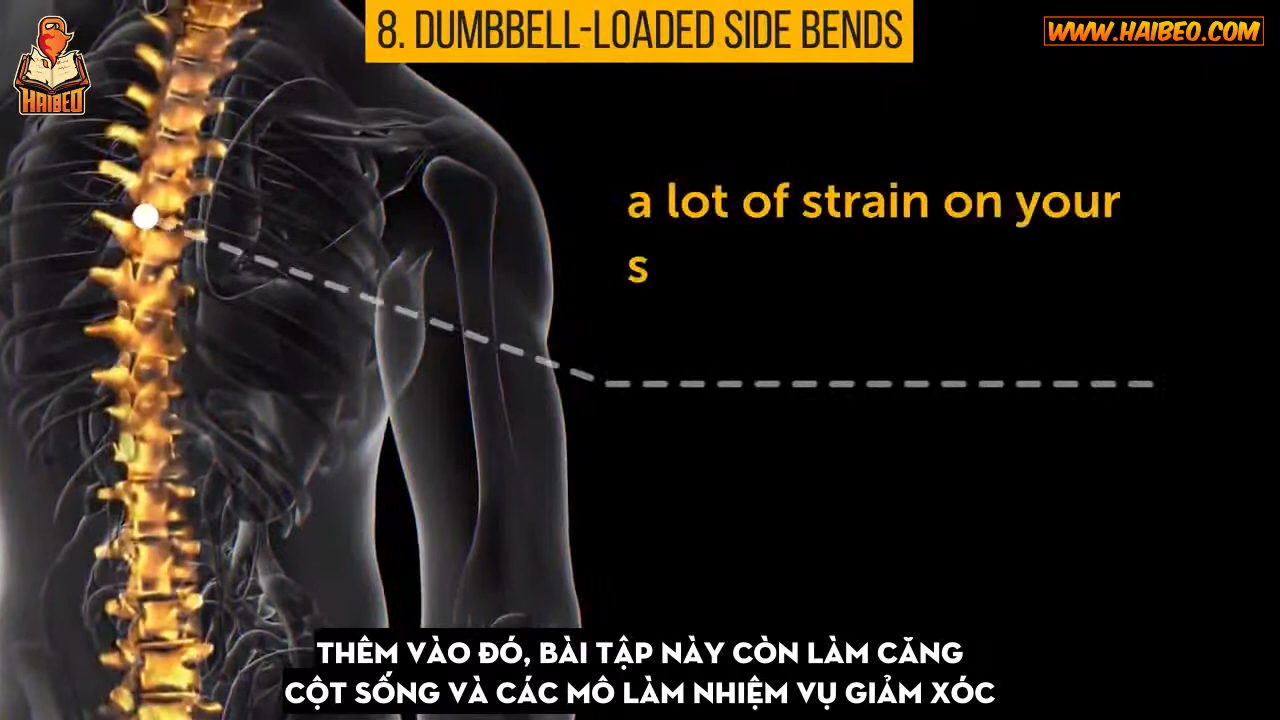 8. DUMBBELL-LOADED SIDE BENDS
WWW.HAIBEO.COM
HAIBEO
a lot of strain on your
s
THÊM VÀO ĐÓ, BÀI TẬP NÀY CÒN LÀM CĂNG
CỘT SỐNG VÀ CÁC MÔ LÀM NHIỆM VỤ GIẢM XÓC